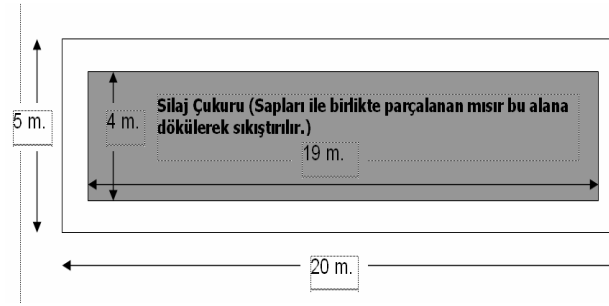 5 m.
4 m.
Silaj Çukuru (Sapları ile birlikte parçalanan mısır bu alana
dökülerek sıkıştırılır.)
19 m.
20 m.